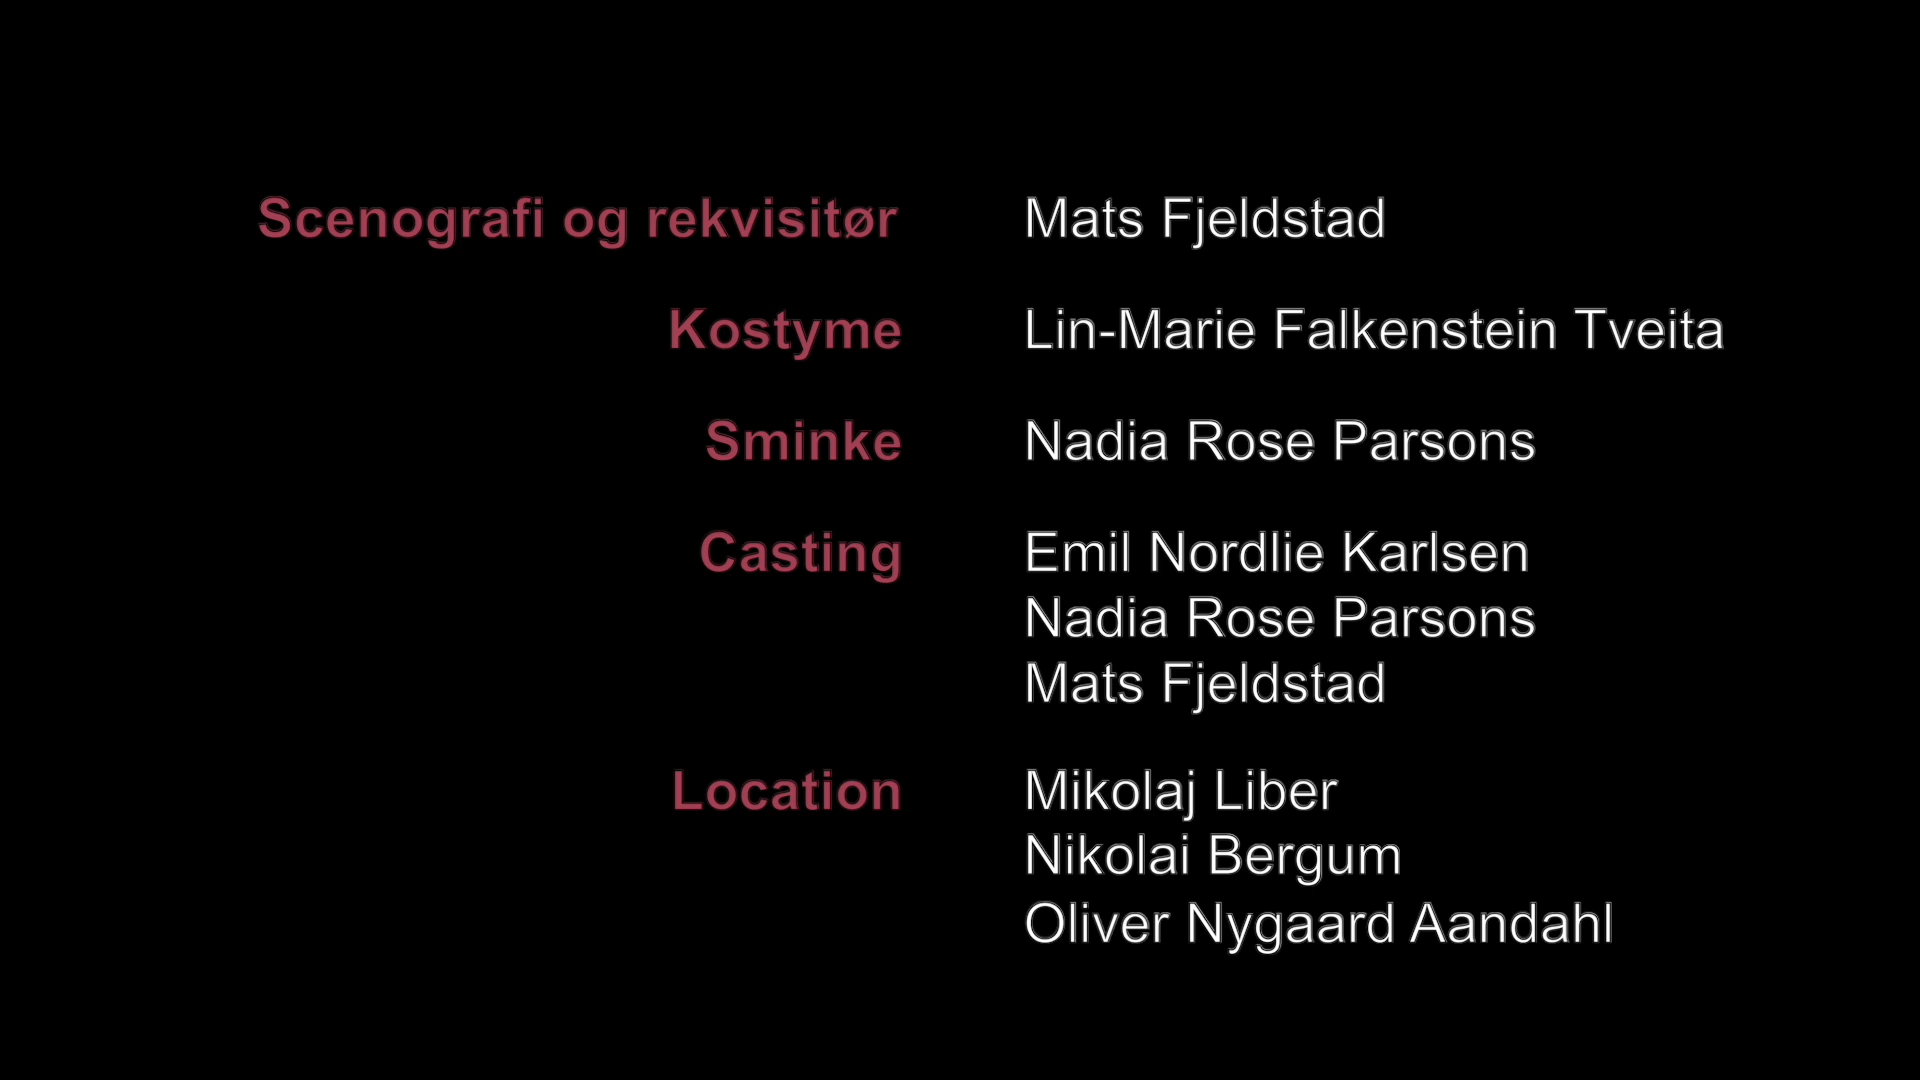 Scenografi og rekvisitør Mats Fjeldstad
Kostyme Lin-Marie Falkenstein Tveita
Sminke Nadia Rose Parsons
Casting Emil Nordlie Karlsen
Nadia Rose Parsons
Mats Fjeldstad
Location Mikolaj Liber
Nikolai Bergum
Oliver Nygaard Aandahl